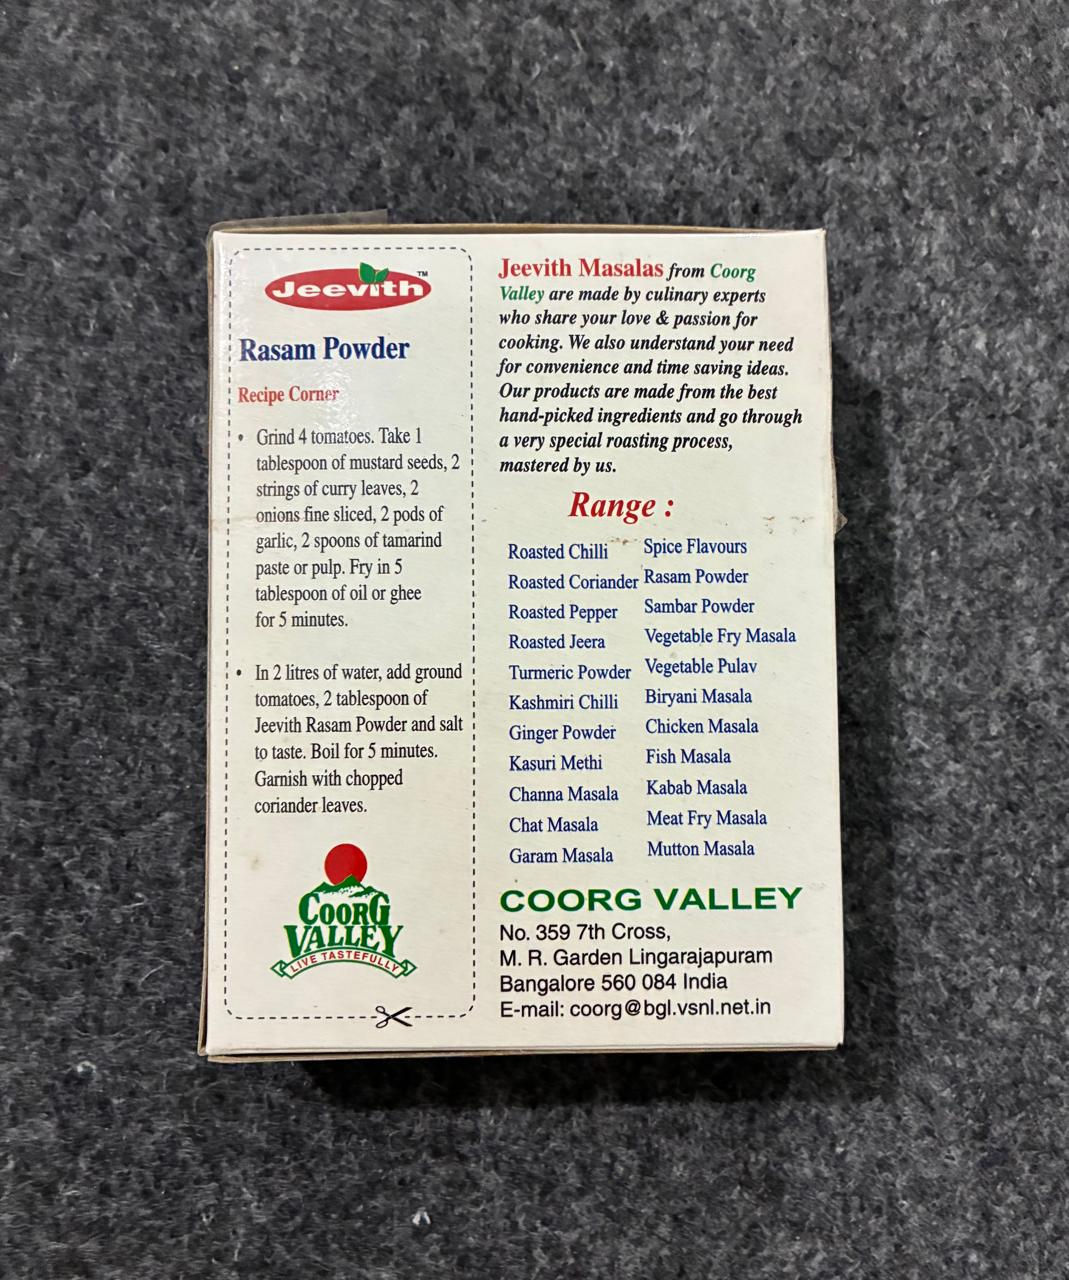 Jeevith™
Rasam Powder
Recipe Corner
• Grind 4 tomatoes. Take 1
tablespoon of mustard seeds, 2
strings of curry leaves, 2
onions fine sliced, 2 pods of
garlic, 2 spoons of tamarind
paste or pulp. Fry in 5
tablespoon of oil or ghee
for 5 minutes.
• In 2 litres of water, add ground
tomatoes, 2 tablespoon of
Jeevith Rasam Powder and salt
to taste. Boil for 5 minutes.
Garnish with chopped
coriander leaves.
COORG
VALLEY
LIVE TASTEFULLY
Jeevith Masalas from Coorg
Valley are made by culinary experts
who share your love & passion for
cooking. We also understand your need
for convenience and time saving ideas.
Our products are made from the best
hand-picked ingredients and go through
a very special roasting process,
mastered by us.
Range :
Roasted Chilli
Roasted Coriander
Roasted Pepper
Roasted Jeera
Turmeric Powder
Kashmiri Chilli
Ginger Powder
Kasuri Methi
Channa Masala
Chat Masala
Garam Masala
Spice Flavours
Rasam Powder
Sambar Powder
Vegetable Fry Masala
Vegetable Pulav
Biryani Masala
Chicken Masala
Fish Masala
Kabab Masala
Meat Fry Masala
Mutton Masala
COORG VALLEY
No. 359 7th Cross,
M. R. Garden Lingarajapuram
Bangalore 560 084 India
E-mail: coorg@bgl.vsnl.net.in